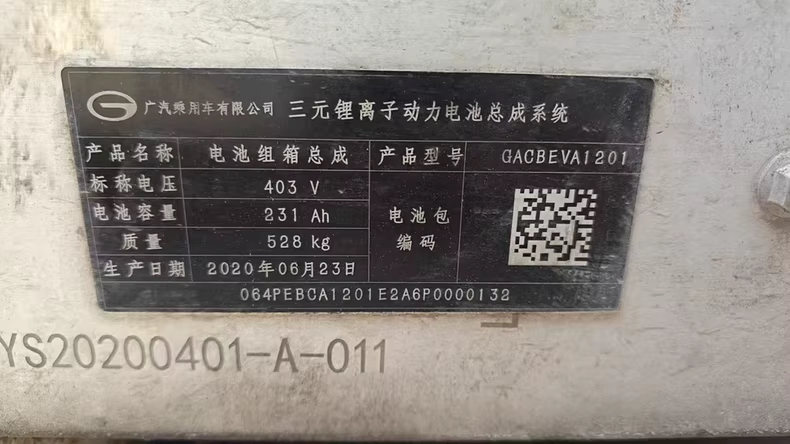 广汽乘用车有限公司 三元锂离子动力电池总成系统
产品名称 电池组箱总成 产品型号 GACBEVA1201
标称电压 403 V
电池容量 231 Ah 电池包编码
质量 528 kg
生产日期 2020年06月23日
064PEBCA1201E2A6P0000132
YS20200401-A-011